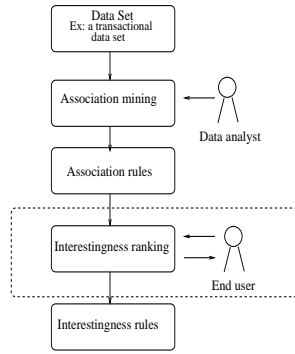 Data Set
Ex: a transactional
data set
Association mining
Data analyst
Association rules
Interestingness ranking
End user
Interestingness rules